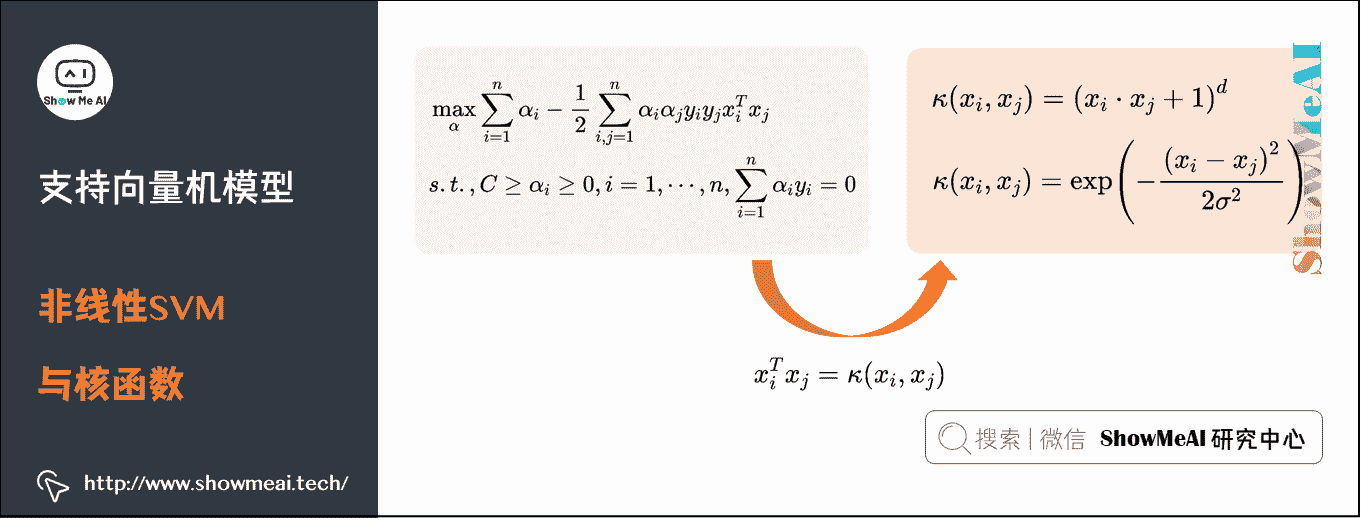 Show Me AI
支持向量机模型
非线性SVM
与核函数
http://www.showmeai.tech/
\max_{\alpha} \sum_{i=1}^{n} \alpha_i - \frac{1}{2} \sum_{i,j=1}^{n} \alpha_i \alpha_j y_i y_j x_i^T x_j
s.t., C \geq \alpha_i \geq 0, i = 1, \cdots, n, \sum_{i=1}^{n} \alpha_i y_i = 0
\kappa(x_i, x_j) = (x_i \cdot x_j + 1)^d
\kappa(x_i, x_j) = \exp\left(-\frac{(x_i - x_j)^2}{2\sigma^2}\right)
ShowMeAI
x_i^T x_j = \kappa(x_i, x_j)
搜索 | 微信 ShowMeAI 研究中心